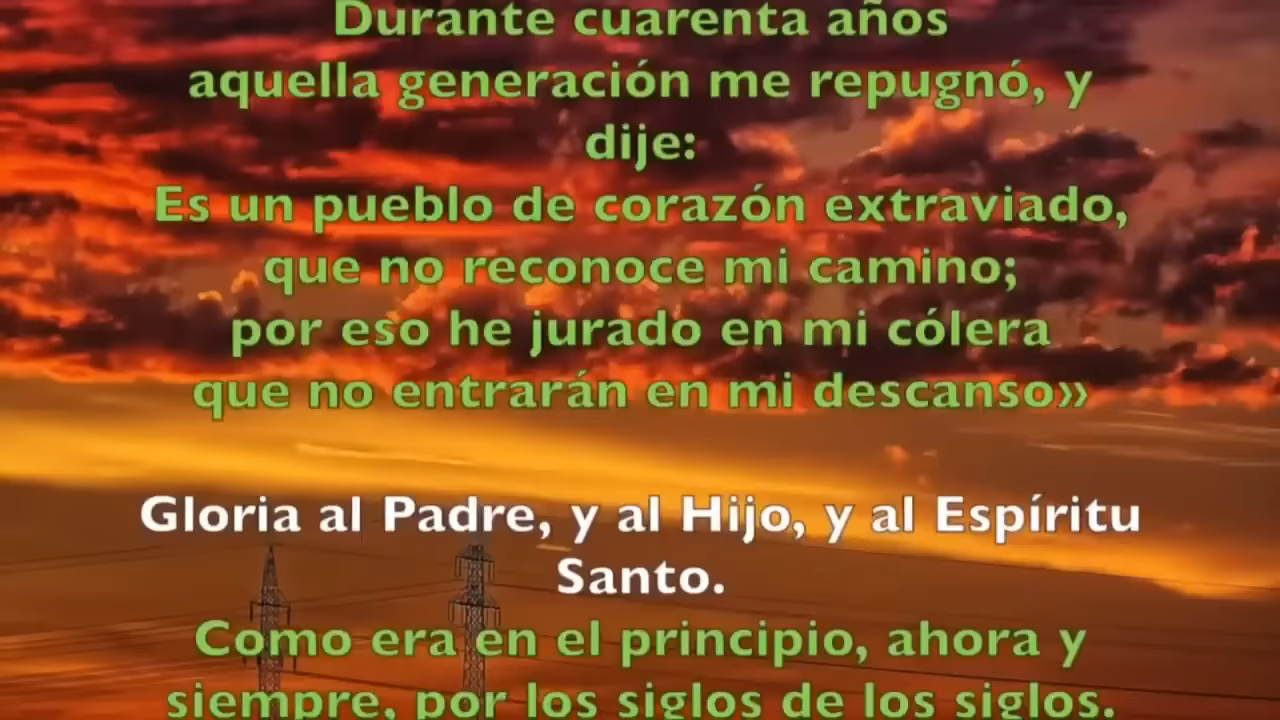 Durante cuarenta años
aquella generación me repugnó, y
dije:
Es un pueblo de corazón extraviado,
que no reconoce mi camino;
por eso he jurado en mi cólera
que no entrarán en mi descanso»
Gloria al Padre, y al Hijo, y al Espíritu
Santo.
Como era en el principio, ahora y
siempre, por los siglos de los siglos.